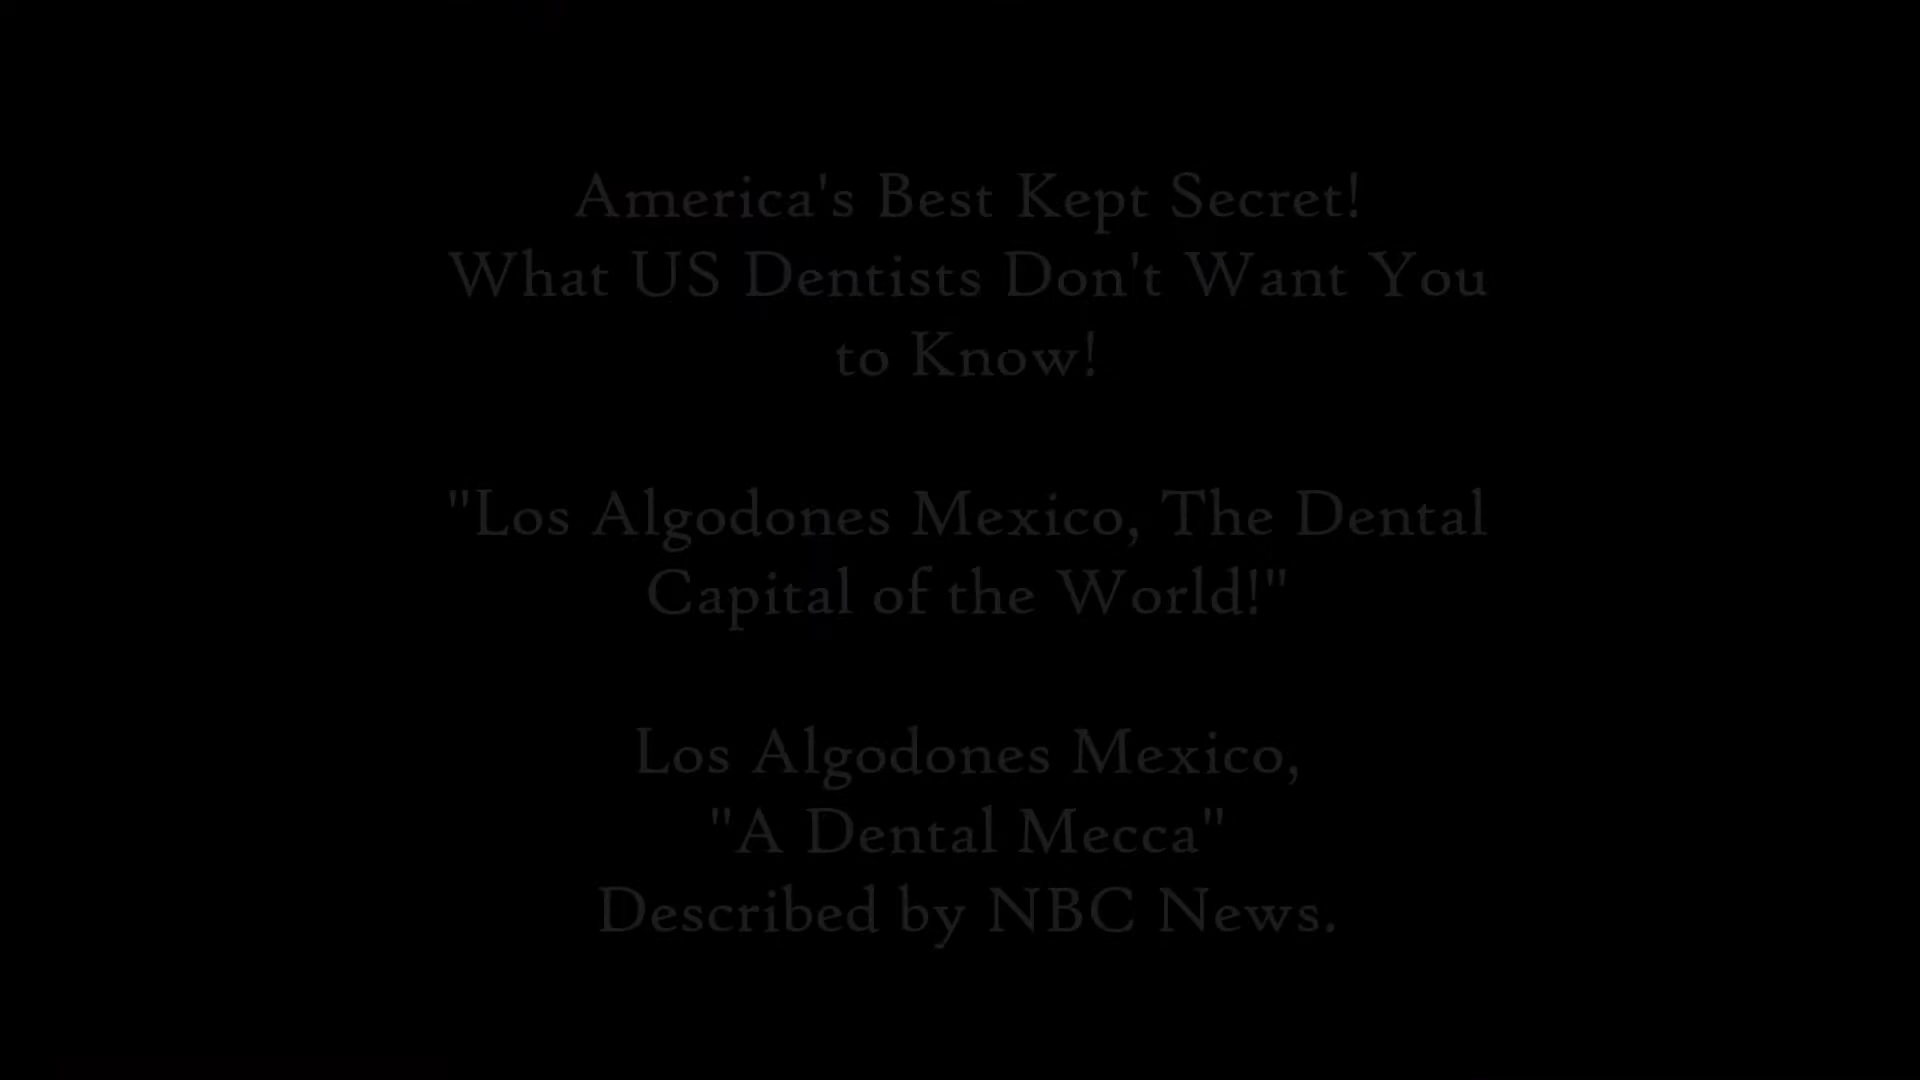 America's Best Kept Secret!
What US Dentists Don't Want You
to Know!
"Los Algodones Mexico, The Dental
Capital of the World!"
Los Algodones Mexico,
"A Dental Mecca"
Described by NBC News.